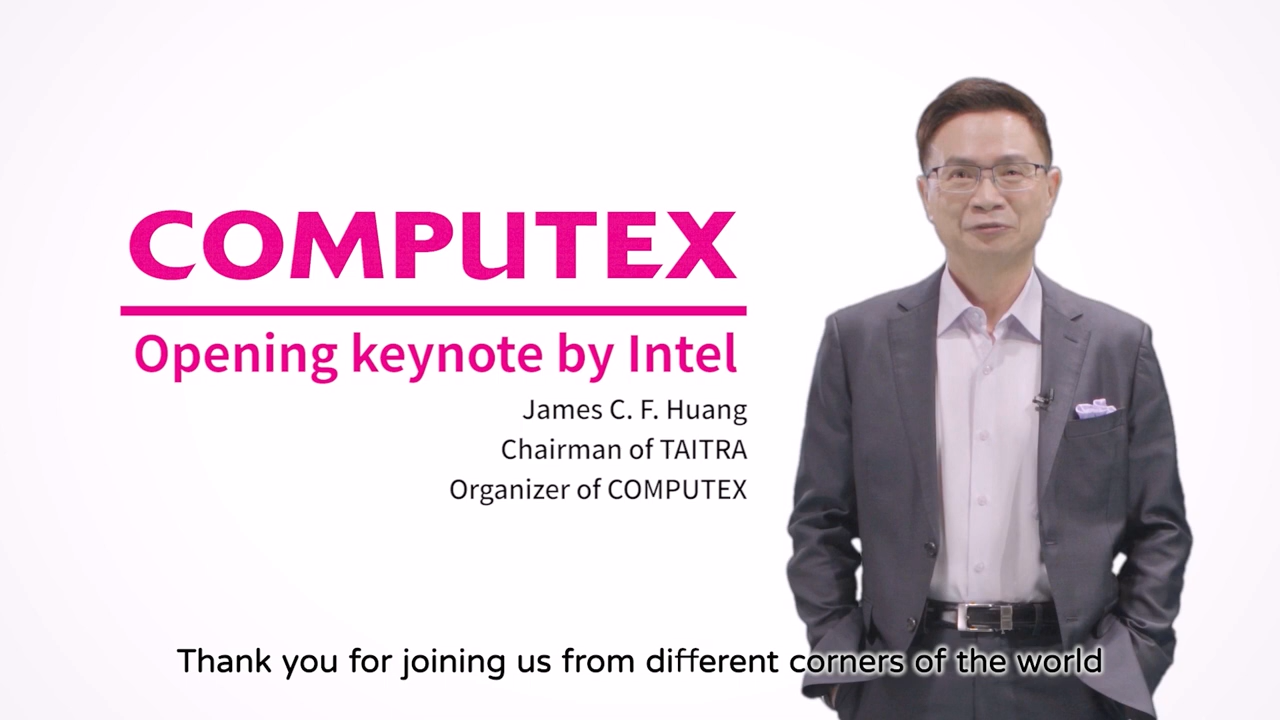 COMPUTEX
Opening keynote by Intel
James C. F. Huang
Chairman of TAITRA
Organizer of COMPUTEX
Thank you for joining us from different corners of the world